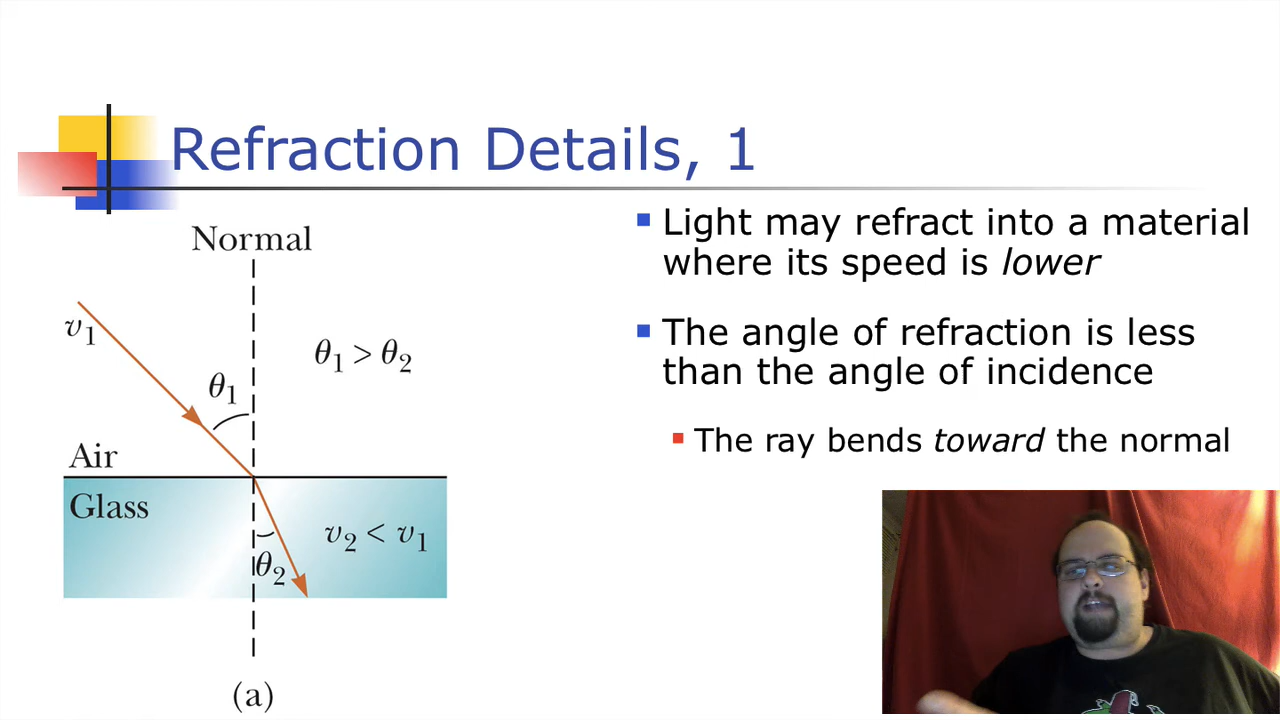 Refraction Details, 1
Normal
v₁
θ₁ > θ₂
θ₁
Air
Glass
v₂ < v₁
θ₂
(a)
Light may refract into a material
where its speed is lower
The angle of refraction is less
than the angle of incidence
The ray bends toward the normal